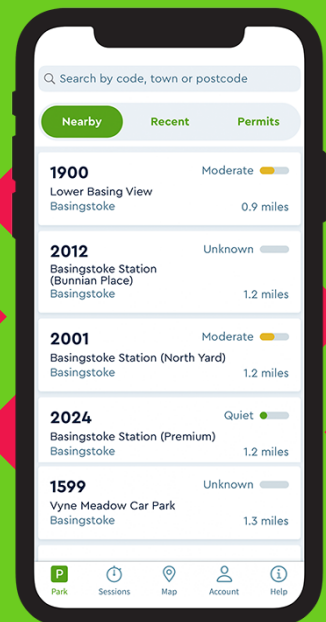 Search by code, town or postcode
Nearby Recent Permits
1900 Moderate
Lower Basing View
Basingstoke 0.9 miles
2012 Unknown
Basingstoke Station
(Bunnian Place)
Basingstoke 1.2 miles
2001 Moderate
Basingstoke Station (North Yard)
Basingstoke 1.2 miles
2024 Quiet
Basingstoke Station (Premium)
Basingstoke 1.2 miles
1599 Unknown
Vyne Meadow Car Park
Basingstoke 1.3 miles
P
Park Sessions Map Account Help